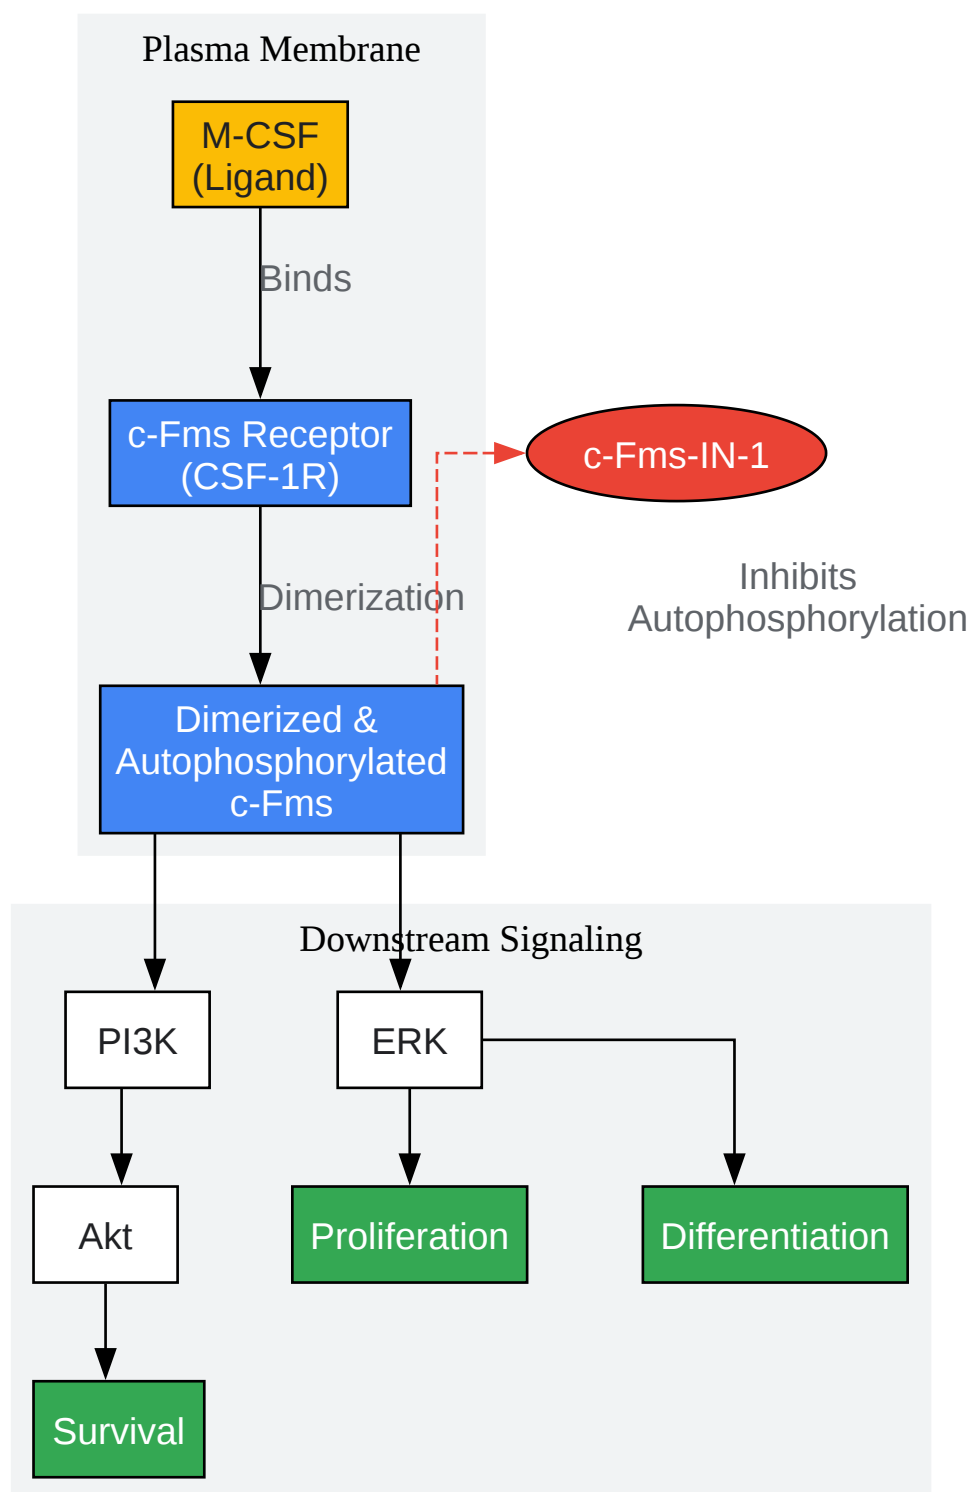 Plasma Membrane
M-CSF
(Ligand)
Binds
c-Fms Receptor
(CSF-1R)
c-Fms-IN-1
Dimerization
Inhibits
Autophosphorylation
Dimerized &
Autophosphorylated
c-Fms
Downstream Signaling
PI3K
ERK
Akt
Proliferation
Differentiation
Survival